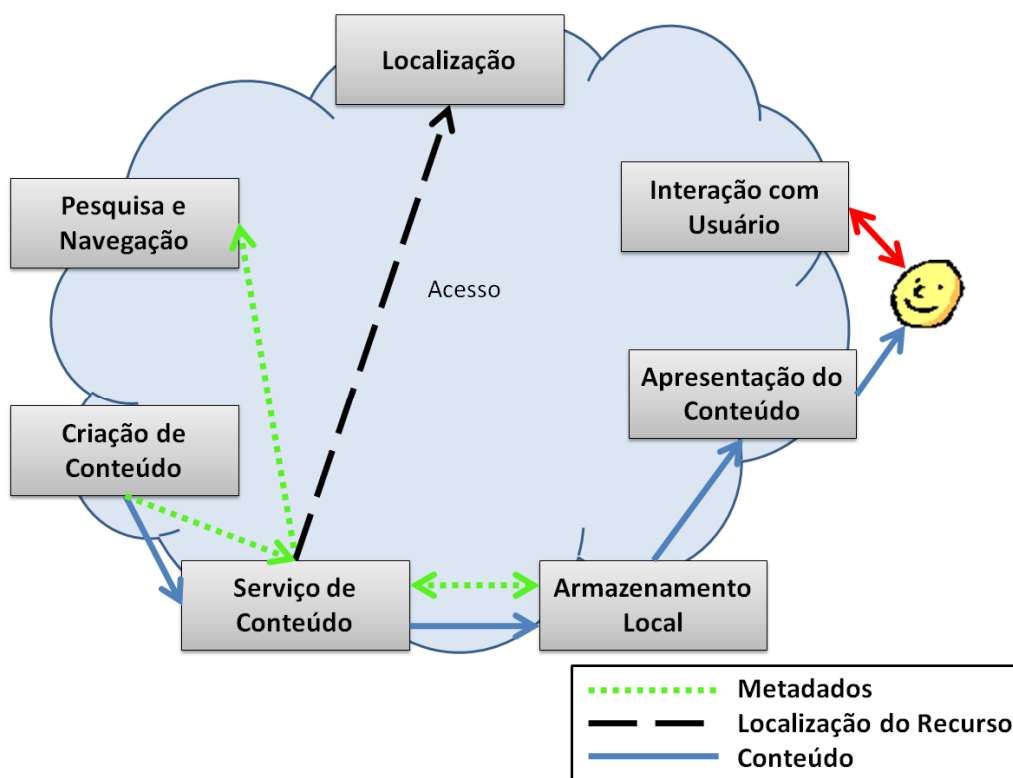 Localização
Pesquisa e
Navegação
Interação com
Usuário
Acesso
Apresentação do
Conteúdo
Criação de
Conteúdo
Serviço de
Conteúdo
Armazenamento
Local
Metadados
Localização do Recurso
Conteúdo